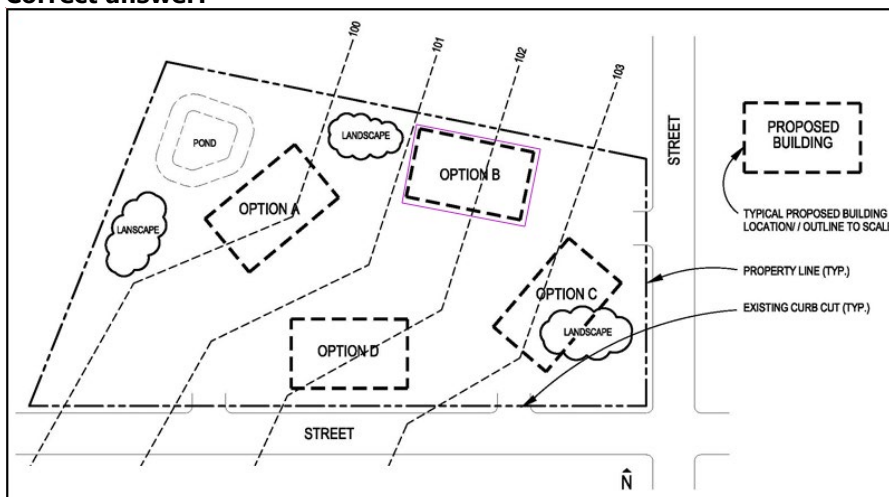 Correct answer:
100
101
102
103
STREET
PROPOSED
BUILDING
LANDSCAPE
POND
OPTION B
OPTION A
LANSCAPE
TYPICAL PROPOSED BUILDING
LOCATION/ / OUTLINE TO SCALE
PROPERTY LINE (TYP.)
OPTION C
EXISTING CURB CUT (TYP.)
LANDSCAPE
OPTION D
STREET
N